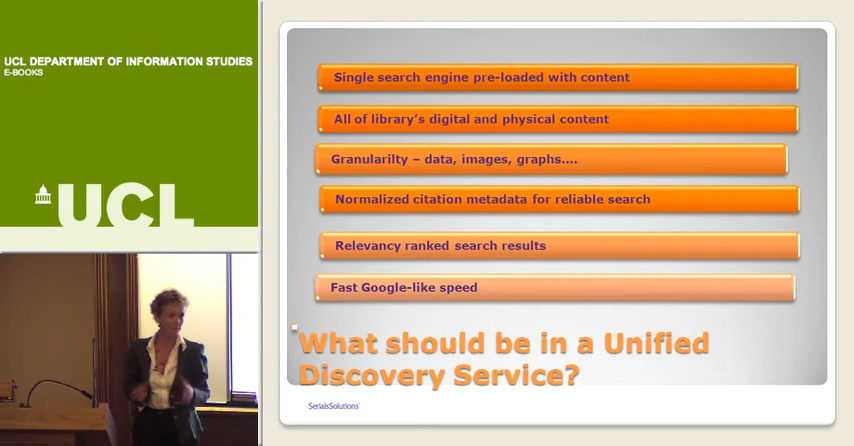 UCL DEPARTMENT OF INFORMATION STUDIES
E-BOOKS
UCL
Single search engine pre-loaded with content
All of library's digital and physical content
Granularilty – data, images, graphs....
Normalized citation metadata for reliable search
Relevancy ranked search results
Fast Google-like speed
What should be in a Unified
Discovery Service?
SerialsSolutions